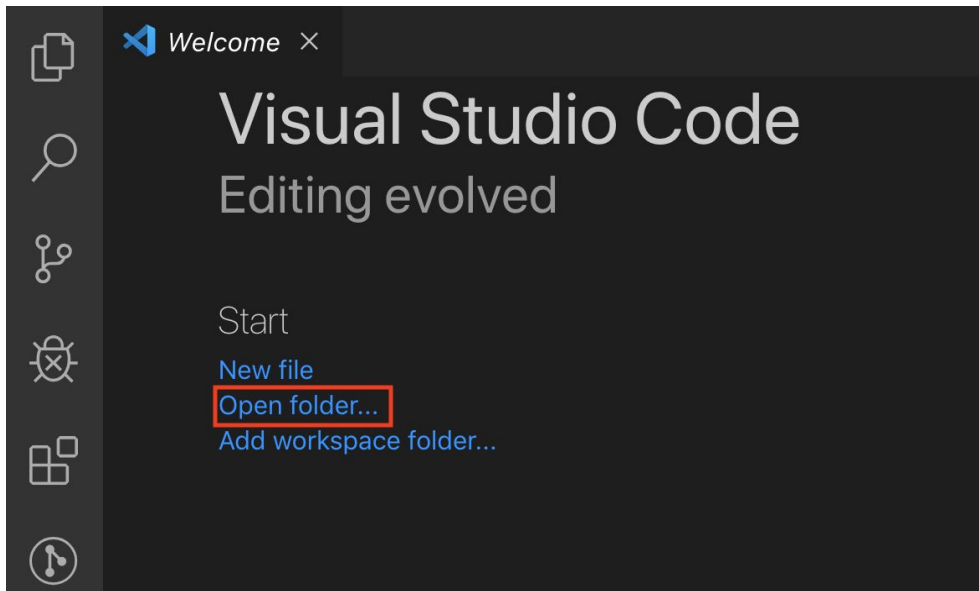 Welcome
Visual Studio Code
Editing evolved
Start
New file
Open folder...
Add workspace folder...